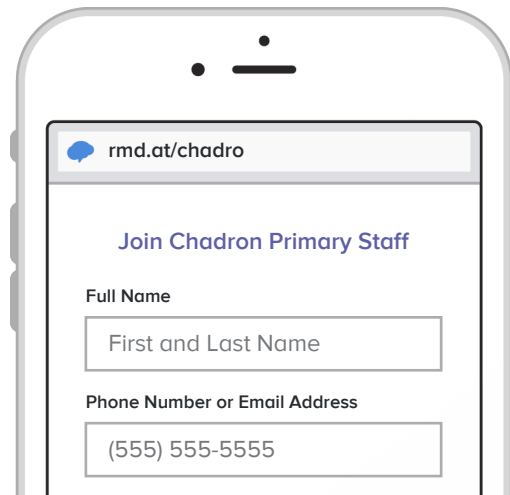 rmd.at/chadro
Join Chadron Primary Staff
Full Name
First and Last Name
Phone Number or Email Address
(555) 555-5555